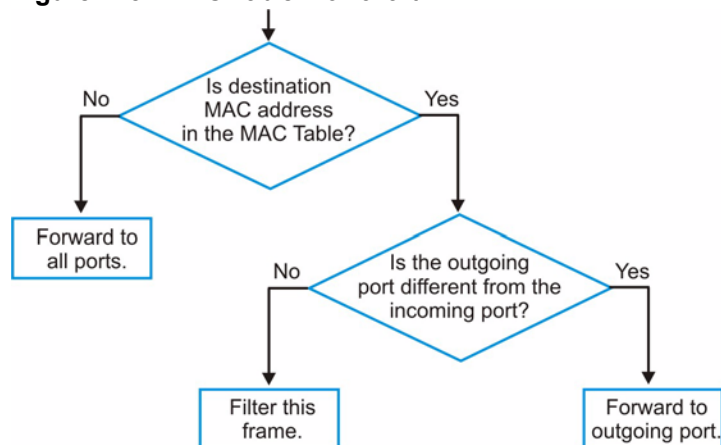 Is destination
MAC address
in the MAC Table?
No
Yes
Forward to
all ports.
Is the outgoing
port different from the
incoming port?
No
Yes
Filter this
frame.
Forward to
outgoing port.